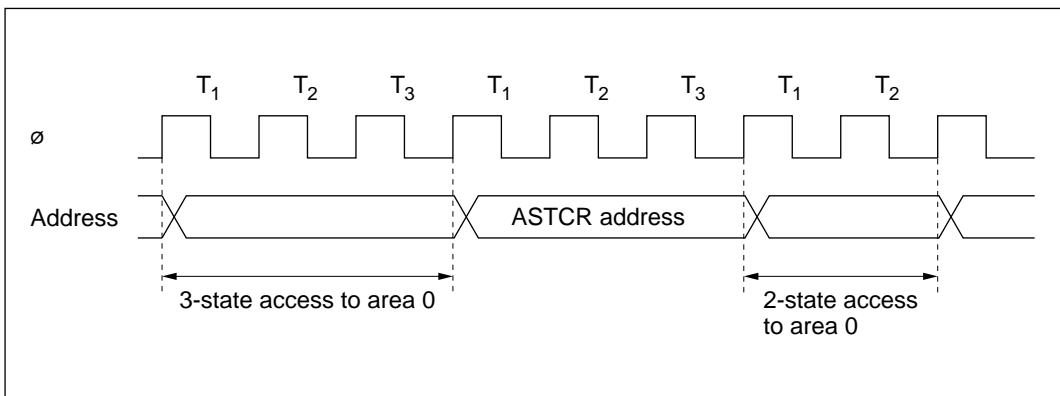 T₁ T₂ T₃ T₁ T₂ T₃ T₁ T₂
ø
Address ASTCR address
3-state access to area 0
2-state access
to area 0